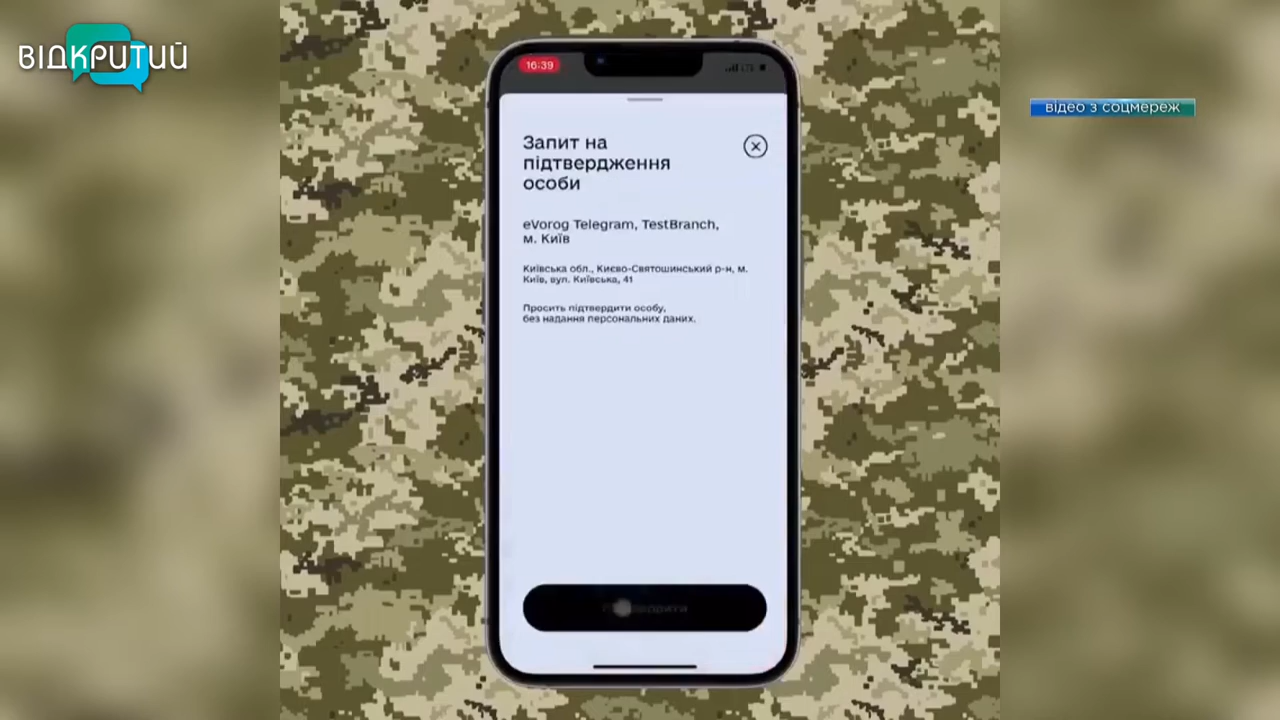 ВІДКРИТИЙ
відео з соцмереж
16:39
LTE
Запит на
підтвердження
особи
eVorog Telegram, TestBranch,
м. Київ
Київська обл., Києво-Святошинський р-н, м.
Київ, вул. Київська, 41
Просить підтвердити особу,
без надання персональних даних.